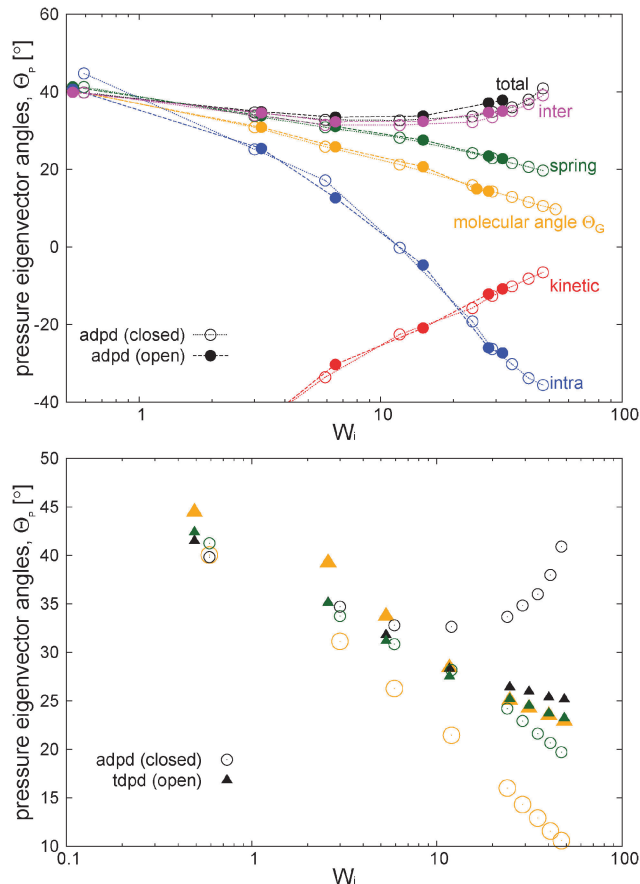 60
total
40
inter
spring
20
molecular angle Θ_G
0
kinetic
-20
adpd (closed)
adpd (open)
intra
-40
1
10
100
W_i
pressure eigenvector angles, Θ_P [°]
50
45
40
35
30
25
20
15
10
adpd (closed)
tdpd (open)
0.1
1
10
100
W_i
pressure eigenvector angles, Θ_P [°]